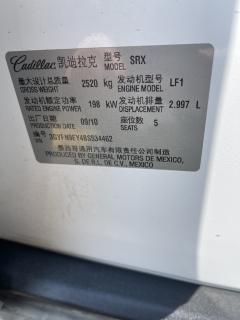 Cadillac 凯迪拉克 型号 MODEL SRX
最大设计总质量 GROSS WEIGHT 2520 kg 发动机型号 ENGINE MODEL LF1
发动机额定功率 RATED ENGINE POWER 198 kW 发动机排量 ENGINE DISPLACEMENT 2.997 L
出厂日期 DATE 09/10 座位数 SEATS 5
3GYFN9EY4BS534462
墨西哥通用汽车有限责任公司制造
PRODUCED BY GENERAL MOTORS DE MEXICO,
S. DE R.L. DE C.V. MEXICO